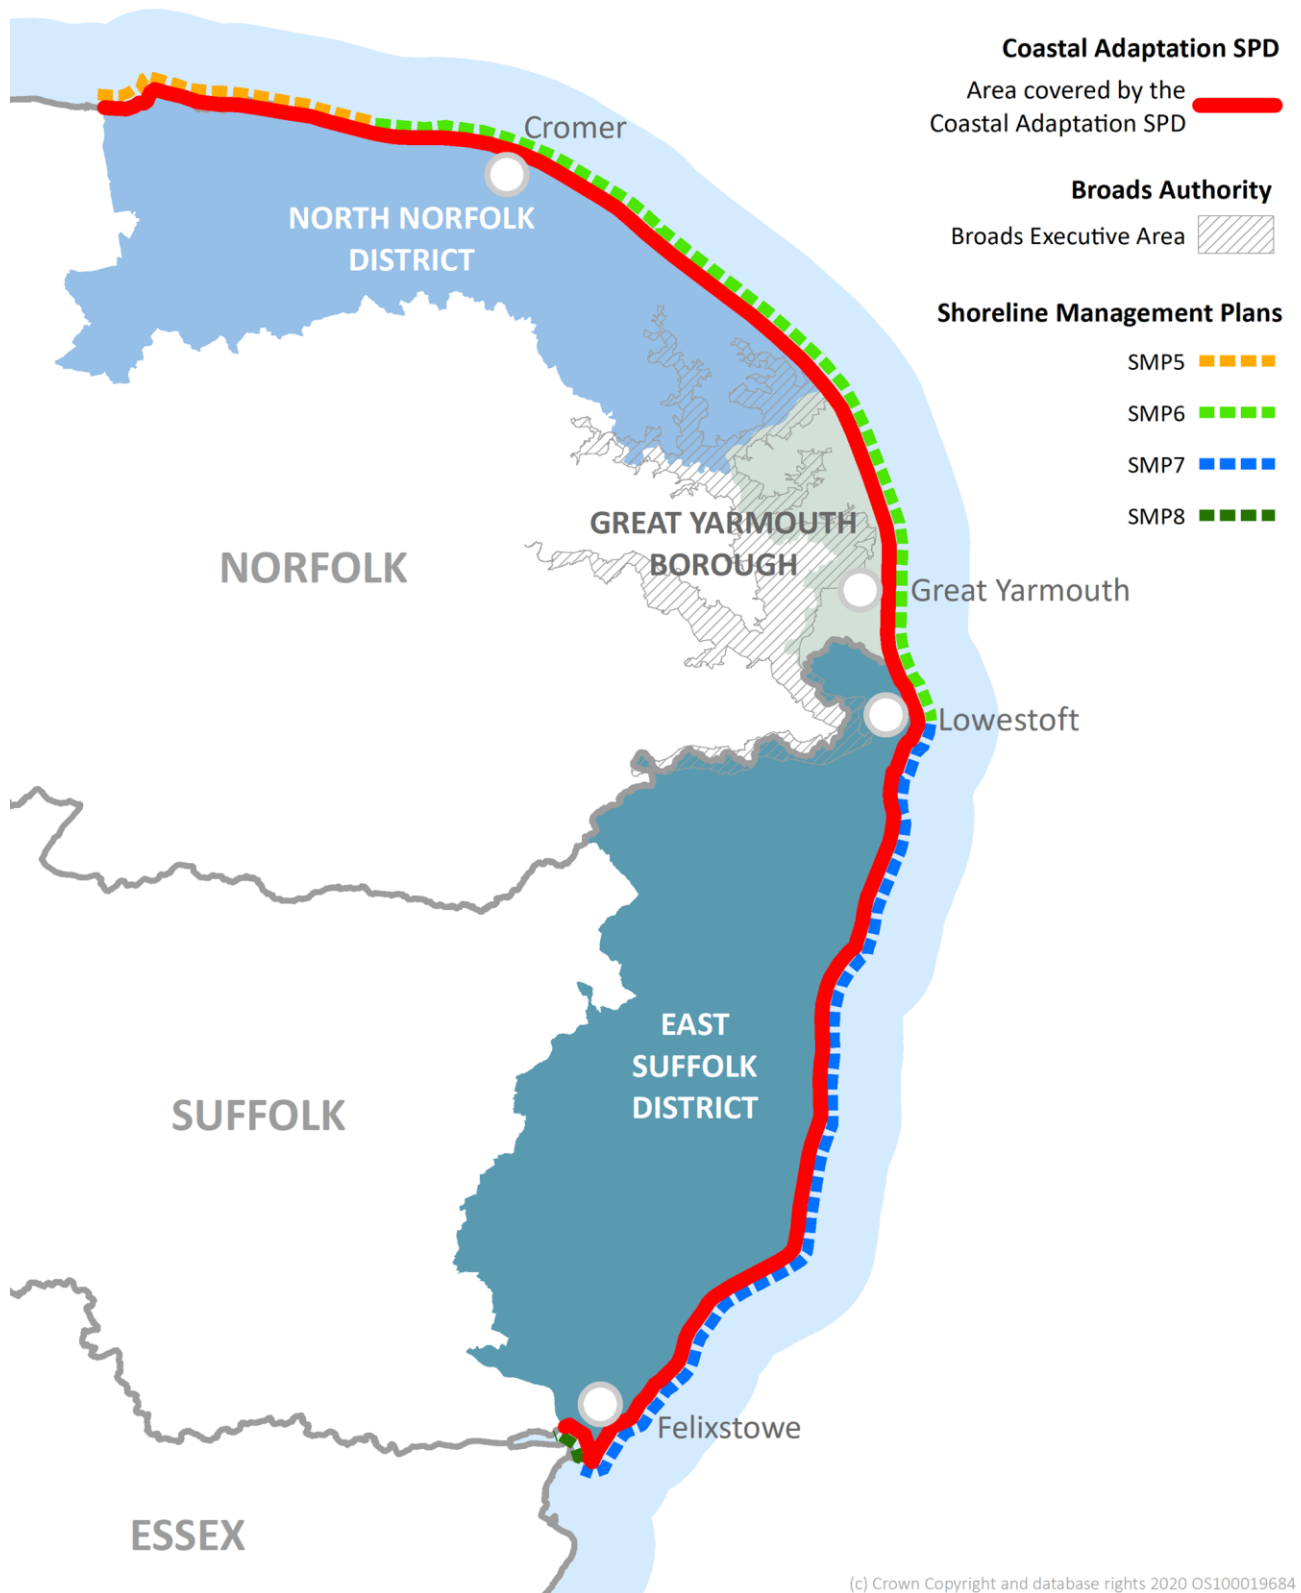 Coastal Adaptation SPD
Area covered by the
Coastal Adaptation SPD
Broads Authority
Broads Executive Area
Shoreline Management Plans
SMP5
SMP6
SMP7
SMP8
Cromer
NORTH NORFOLK
DISTRICT
GREAT YARMOUTH
BOROUGH
NORFOLK
Great Yarmouth
Lowestoft
EAST
SUFFOLK
DISTRICT
SUFFOLK
Felixstowe
ESSEX
(c) Crown Copyright and database rights 2020 OS100019684